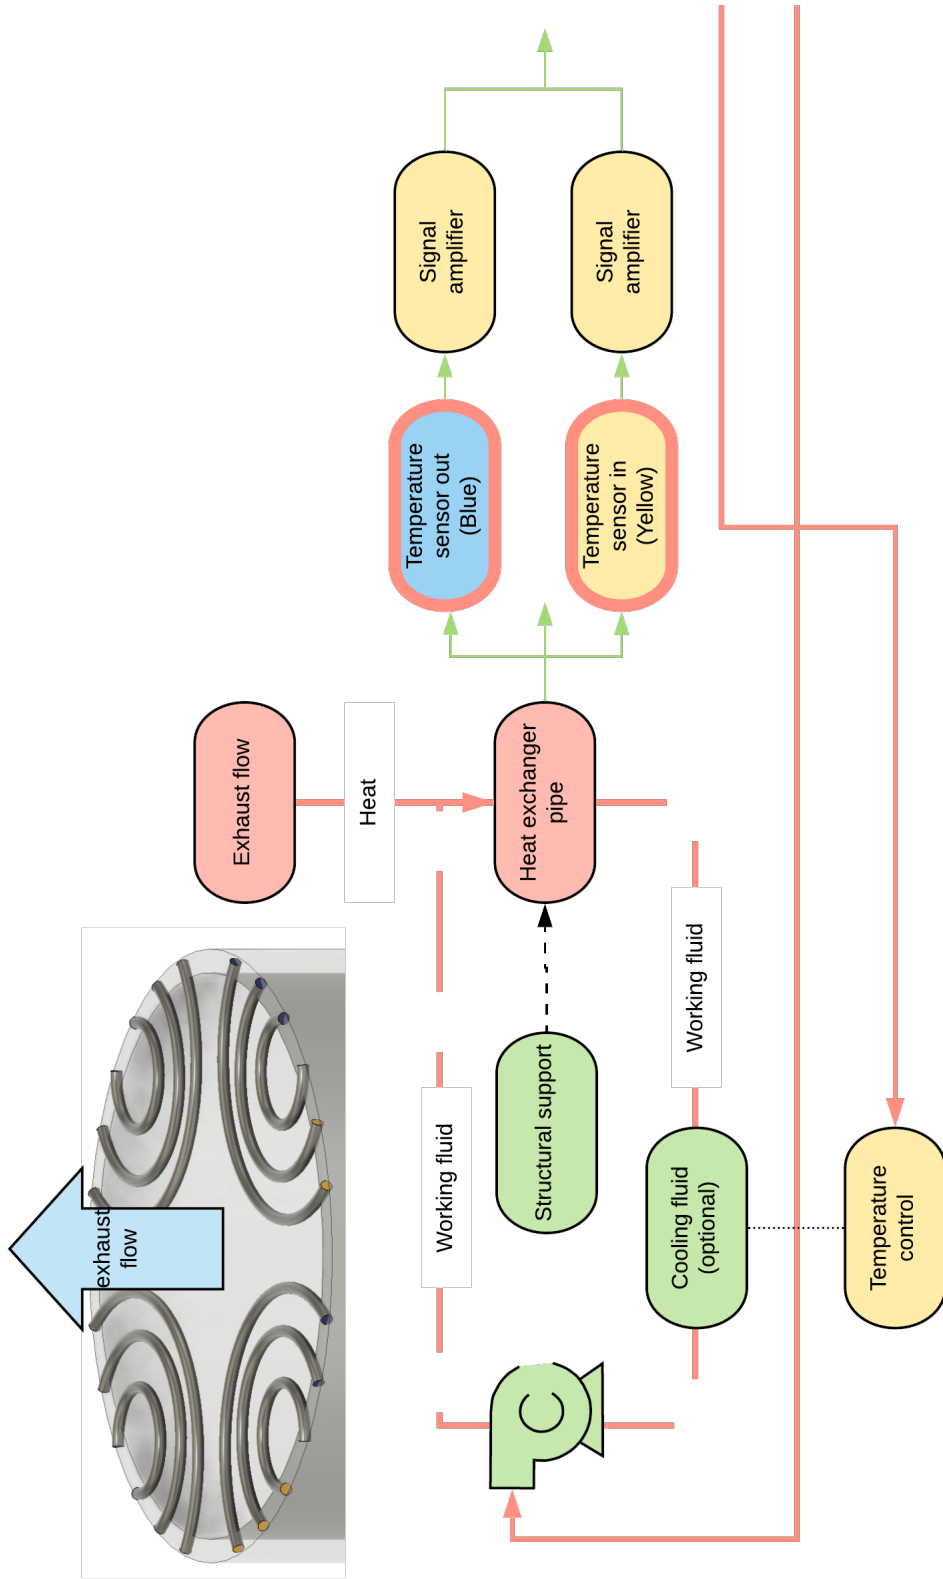 exhaust
flow
Exhaust flow
Heat
Heat exchanger
pipe
Structural support
Working fluid
Working fluid
Cooling fluid
(optional)
Temperature
control
Temperature
sensor out
(Blue)
Signal
amplifier
Temperature
sensor in
(Yellow)
Signal
amplifier